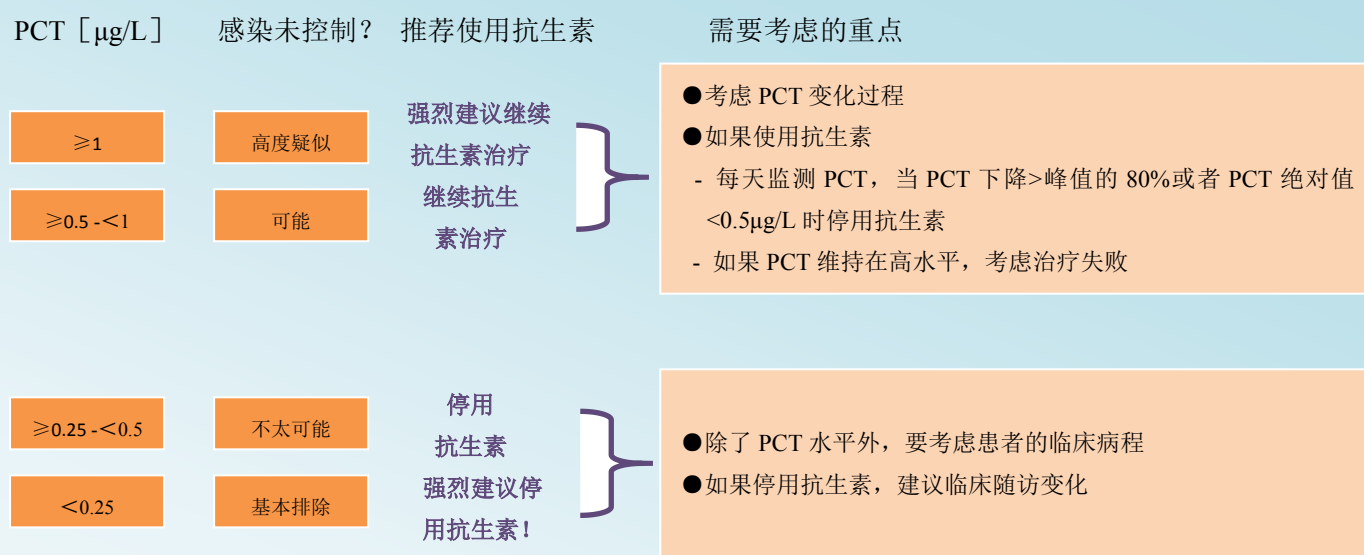 PCT［μg/L］ 感染未控制？ 推荐使用抗生素 需要考虑的重点
≥1
高度疑似
强烈建议继续
抗生素治疗
≥0.5 -＜1
可能
继续抗生
素治疗
●考虑 PCT 变化过程
●如果使用抗生素
- 每天监测 PCT，当 PCT 下降>峰值的 80%或者 PCT 绝对值
<0.5μg/L 时停用抗生素
- 如果 PCT 维持在高水平，考虑治疗失败
≥0.25 -＜0.5
不太可能
停用
抗生素
＜0.25
基本排除
强烈建议停
用抗生素！
●除了 PCT 水平外，要考虑患者的临床病程
●如果停用抗生素，建议临床随访变化